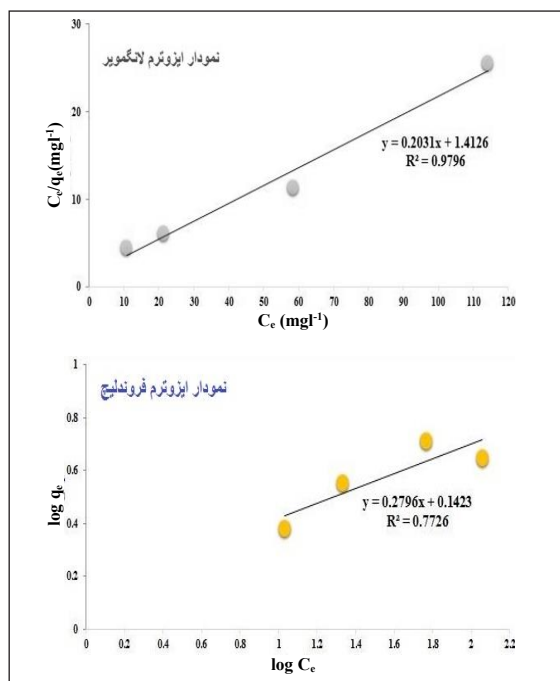 نمودار ایزوترم لانگمویر
30
20
10
0
Cₑ/qₑ(mgl⁻¹)
y = 0.2031x + 1.4126
R² = 0.9796
0 10 20 30 40 50 60 70 80 90 100 110 120
Cₑ (mgl⁻¹)
نمودار ایزوترم فروندلیچ
1
0.8
0.6
0.4
0.2
0
log qₑ
y = 0.2796x + 0.1423
R² = 0.7726
0 0.2 0.4 0.6 0.8 1 1.2 1.4 1.6 1.8 2 2.2
log Cₑ